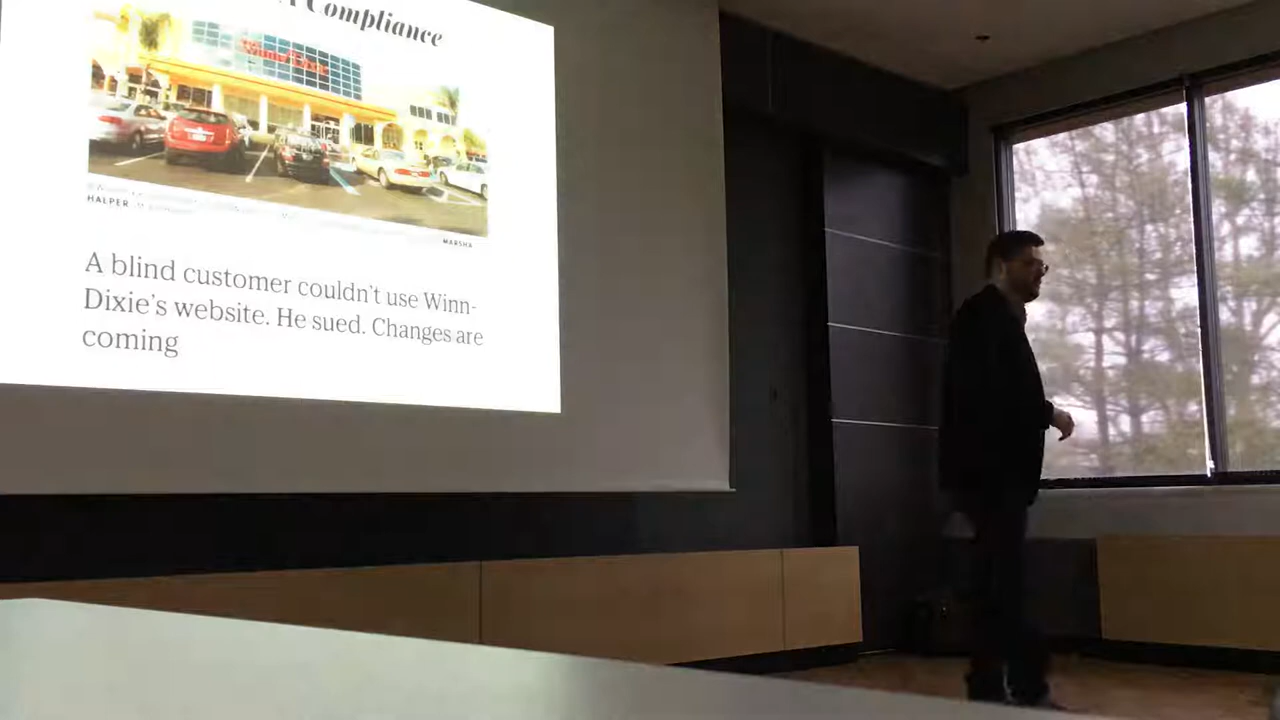 Compliance
Winn Dixie
HALPER
MARSHA
A blind customer couldn't use Winn-
Dixie's website. He sued. Changes are
coming